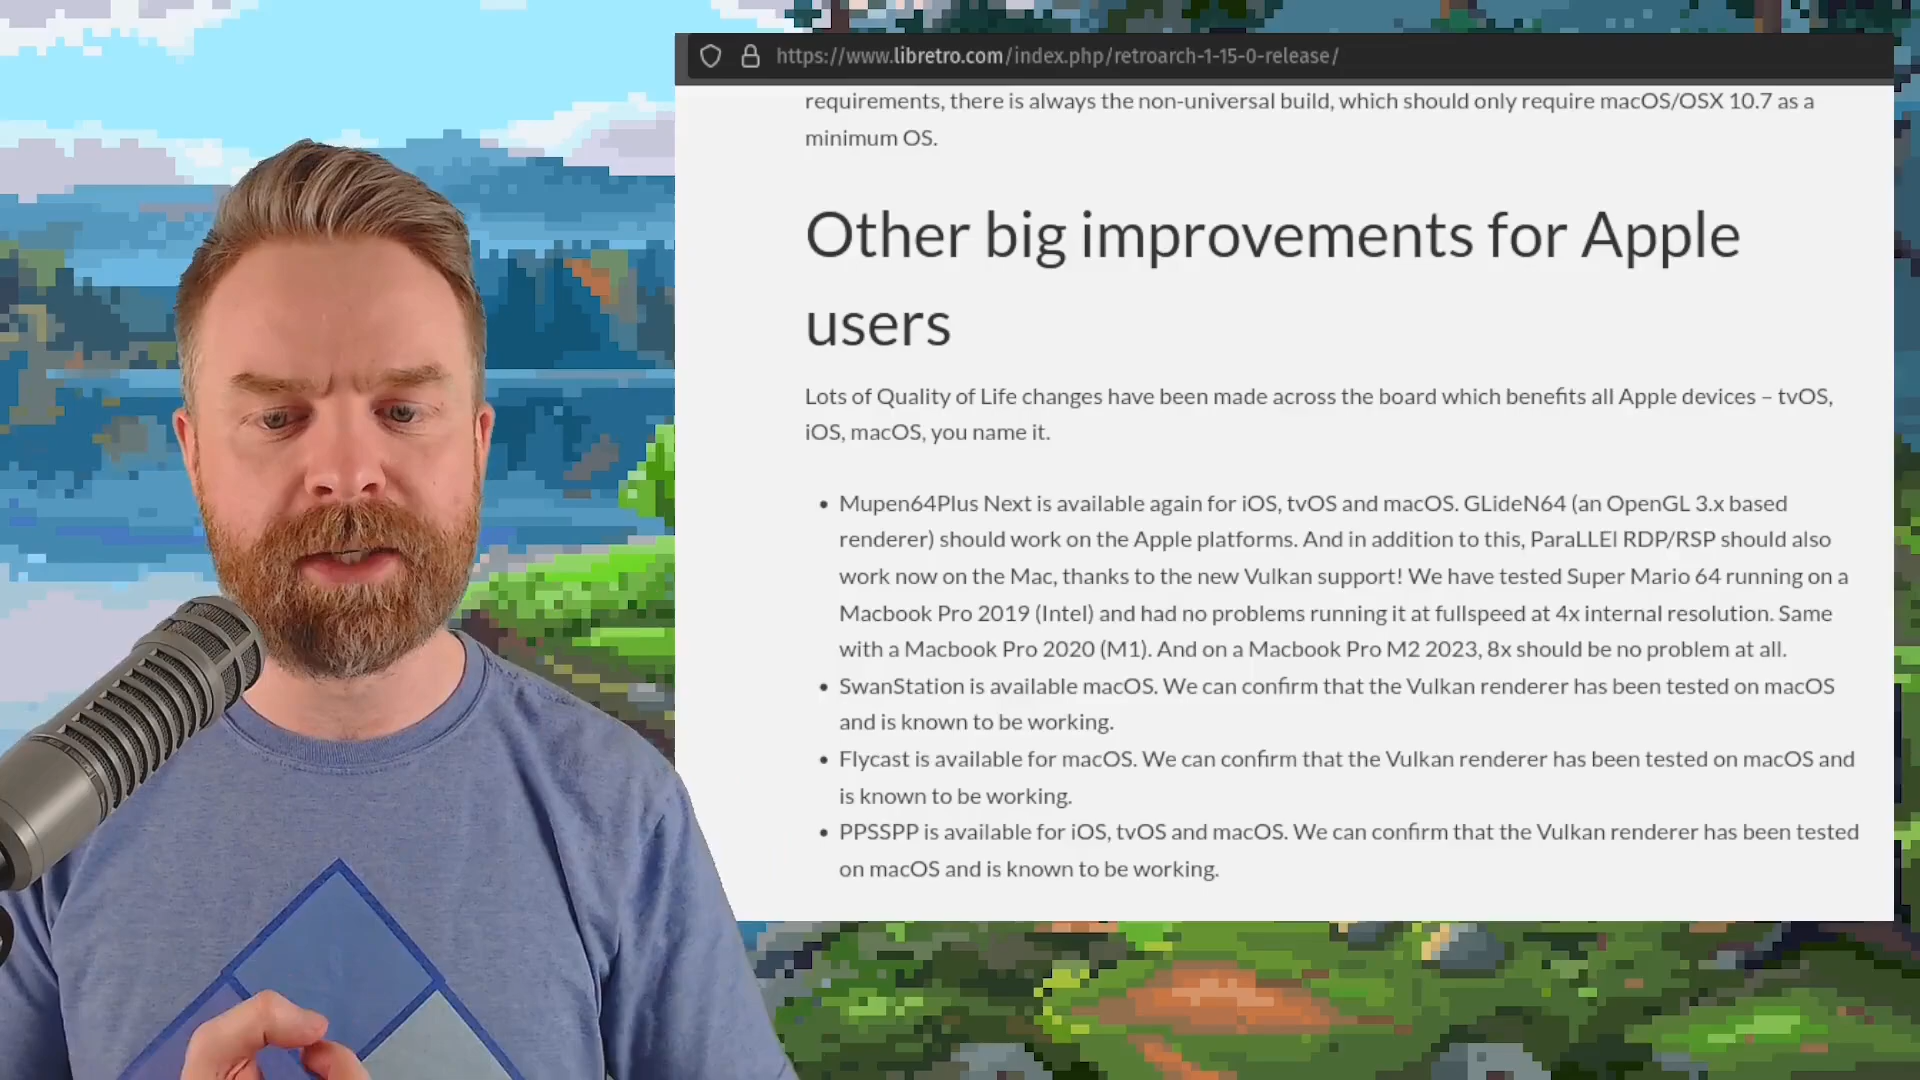 https://www.libretro.com/index.php/retroarch-1-15-0-release/
requirements, there is always the non-universal build, which should only require macOS/OSX 10.7 as a
minimum OS.
Other big improvements for Apple
users
Lots of Quality of Life changes have been made across the board which benefits all Apple devices – tvOS,
iOS, macOS, you name it.
• Mupen64Plus Next is available again for iOS, tvOS and macOS. GLideN64 (an OpenGL 3.x based
renderer) should work on the Apple platforms. And in addition to this, ParaLLEl RDP/RSP should also
work now on the Mac, thanks to the new Vulkan support! We have tested Super Mario 64 running on a
Macbook Pro 2019 (Intel) and had no problems running it at fullspeed at 4x internal resolution. Same
with a Macbook Pro 2020 (M1). And on a Macbook Pro M2 2023, 8x should be no problem at all.
• SwanStation is available macOS. We can confirm that the Vulkan renderer has been tested on macOS
and is known to be working.
• Flycast is available for macOS. We can confirm that the Vulkan renderer has been tested on macOS and
is known to be working.
• PPSSPP is available for iOS, tvOS and macOS. We can confirm that the Vulkan renderer has been tested
on macOS and is known to be working.